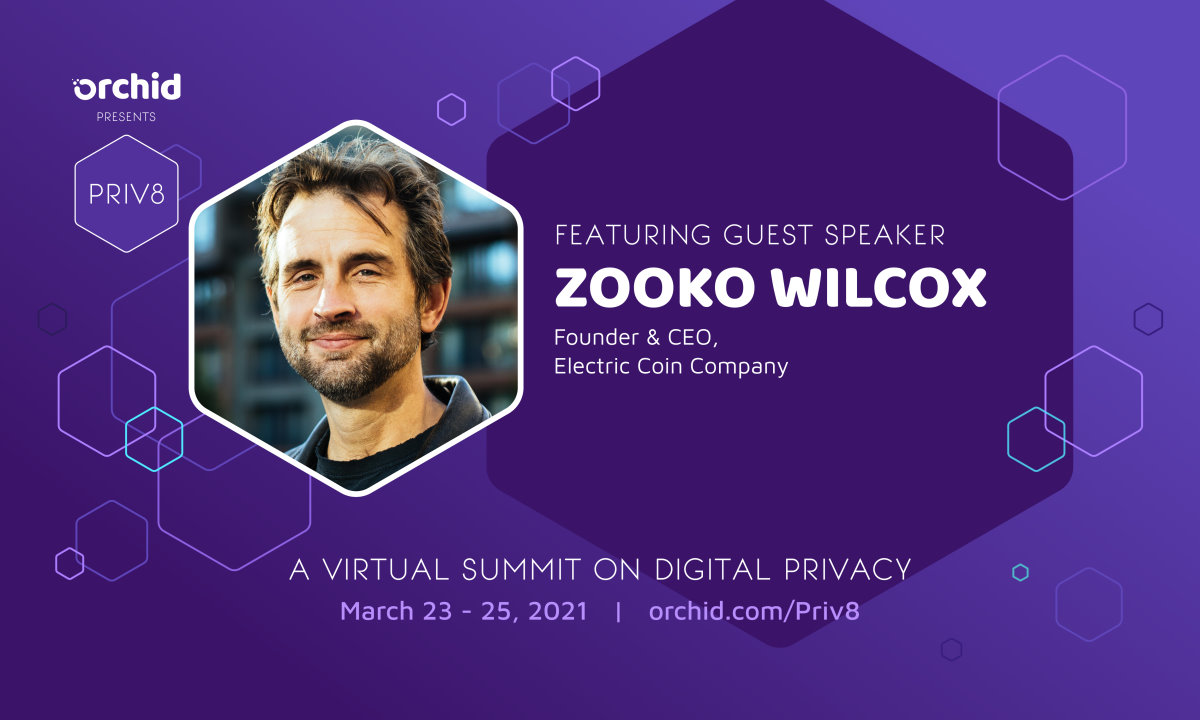 orchid
PRESENTS
PRIV8
FEATURING GUEST SPEAKER
ZOOKO WILCOX
Founder & CEO,
Electric Coin Company
A VIRTUAL SUMMIT ON DIGITAL PRIVACY
March 23 - 25, 2021 | orchid.com/Priv8